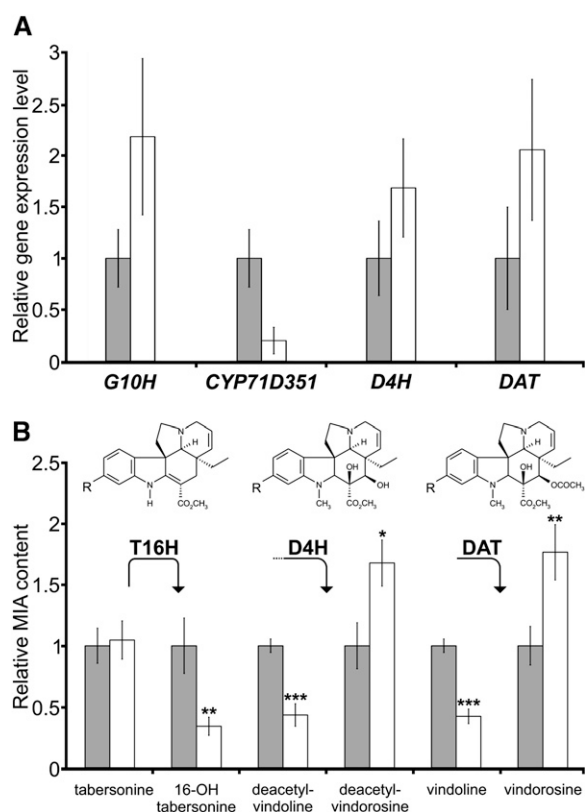 A
Relative gene expression level
3
2.5
2
1.5
1
0.5
0
G10H CYP71D351 D4H DAT
B
Relative MIA content
2.5
2
1.5
1
0.5
0
N
H
R
N
H
CO₂CH₃
N
H
OH
R
N
CH₃
CO₂CH₃
OH
N
H
OH
R
N
CH₃
CO₂CH₃
OCOCH₃
T16H D4H DAT
** *** * *** **
tabersonine
16-OH
tabersonine
deacetyl-
vindoline
deacetyl-
vindorosine
vindoline
vindorosine